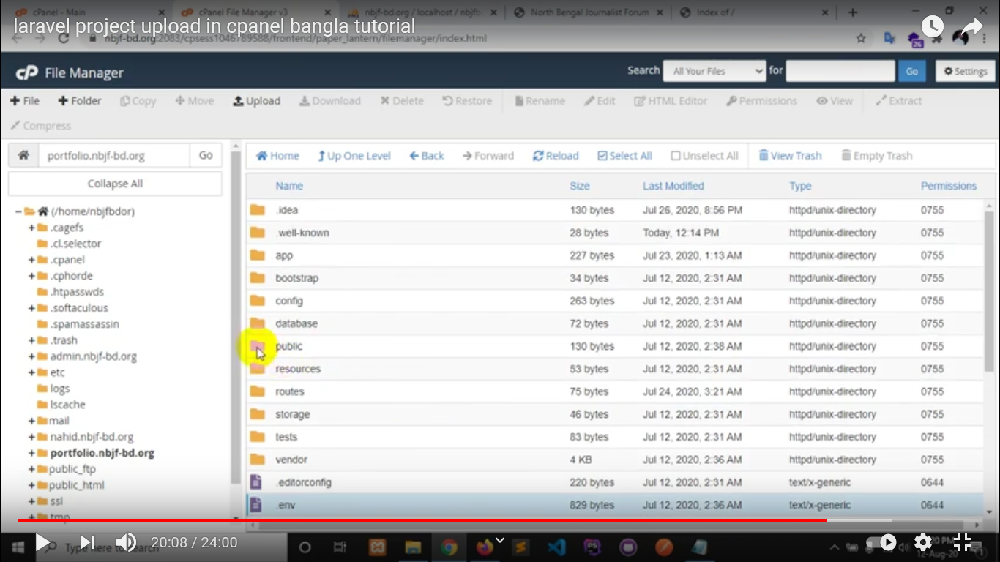 cPanel - Main
cPanel File Manager v3
nbjf-bd.org / localhost / nbjfb
North Bengal Journalist Forum
Index of /
laravel project upload in cpanel bangla tutorial
nbjf-bd.org:2083/cpsess1046789588/frontend/paper_lantern/filemanager/index.html
26
cP File Manager
Search All Your Files for Go Settings
File Folder Copy Move Upload Download Delete Restore Rename Edit HTML Editor Permissions View Extract
Compress
portfolio.nbjf-bd.org Go
Collapse All
(/home/nbjfbdor)
.cagefs
.cl.selector
.cpanel
.cphorde
.htpasswds
.softaculous
.spamassassin
.trash
admin.nbjf-bd.org
etc
logs
lscache
mail
nahid.nbjf-bd.org
portfolio.nbjf-bd.org
public_ftp
public_html
ssl
tmp
Home Up One Level Back Forward Reload Select All Unselect All View Trash Empty Trash
Name Size Last Modified Type Permissions
.idea 130 bytes Jul 26, 2020, 8:56 PM httpd/unix-directory 0755
.well-known 28 bytes Today, 12:14 PM httpd/unix-directory 0755
app 227 bytes Jul 23, 2020, 1:13 AM httpd/unix-directory 0755
bootstrap 34 bytes Jul 12, 2020, 2:31 AM httpd/unix-directory 0755
config 263 bytes Jul 12, 2020, 2:31 AM httpd/unix-directory 0755
database 72 bytes Jul 12, 2020, 2:31 AM httpd/unix-directory 0755
public 130 bytes Jul 12, 2020, 2:38 AM httpd/unix-directory 0755
resources 53 bytes Jul 12, 2020, 2:31 AM httpd/unix-directory 0755
routes 75 bytes Jul 24, 2020, 3:21 AM httpd/unix-directory 0755
storage 46 bytes Jul 12, 2020, 2:31 AM httpd/unix-directory 0755
tests 83 bytes Jul 12, 2020, 2:31 AM httpd/unix-directory 0755
vendor 4 KB Jul 12, 2020, 2:36 AM httpd/unix-directory 0755
.editorconfig 220 bytes Jul 12, 2020, 2:31 AM text/x-generic 0644
.env 829 bytes Jul 12, 2020, 2:36 AM text/x-generic 0644
20:08 / 24:00
Type here to search
PS
20 PM
12-Aug-20